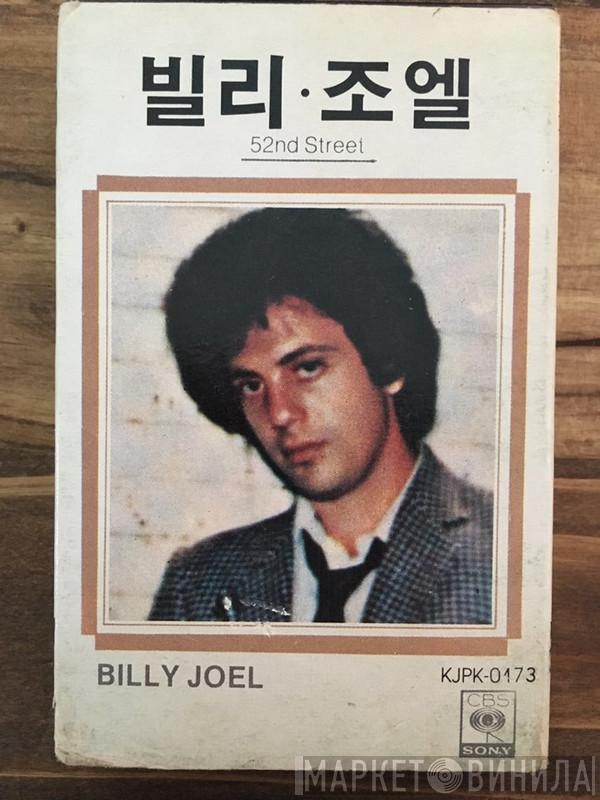 빌리·조엘
52nd Street
BILLY JOEL
KJPK-0173
CBS
SONY
МАРКЕТ ВИНИЛА